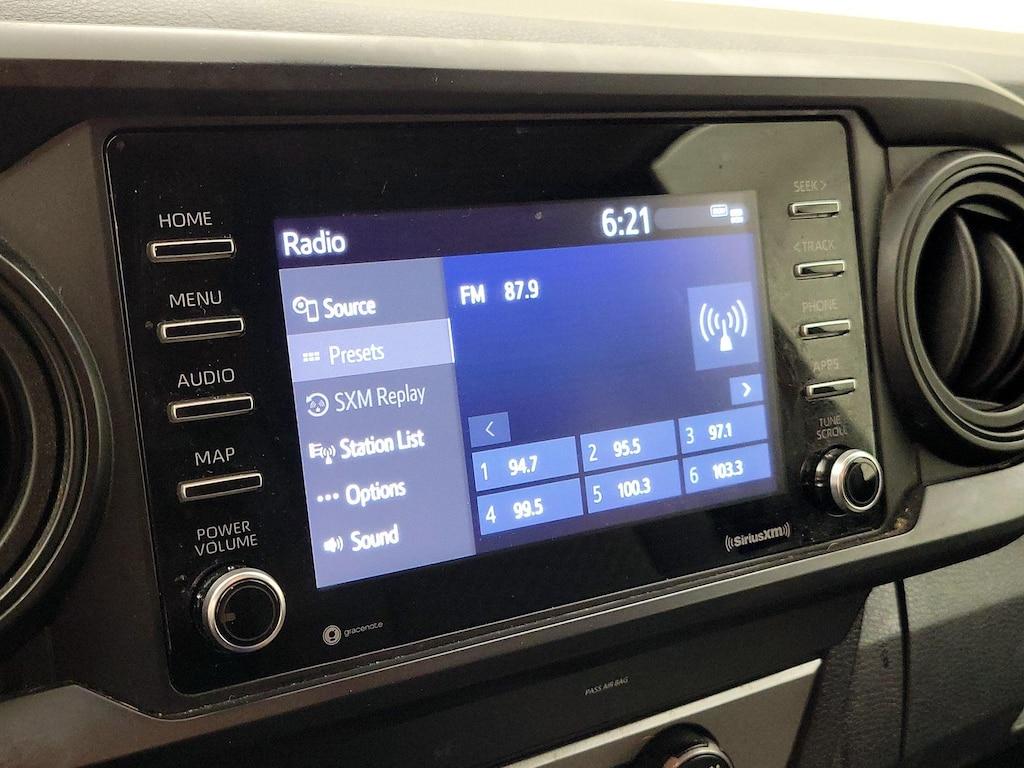 HOME
MENU
AUDIO
MAP
POWER
VOLUME
Radio
6:21
Source
Presets
SXM Replay
Station List
Options
Sound
FM 87.9
<
>
1 94.7
2 95.5
3 97.1
4 99.5
5 100.3
6 103.3
SEEK >
< TRACK
PHONE
APPS
TUNE
SCROLL
SiriusXM
gracenote
PASS AIR BAG